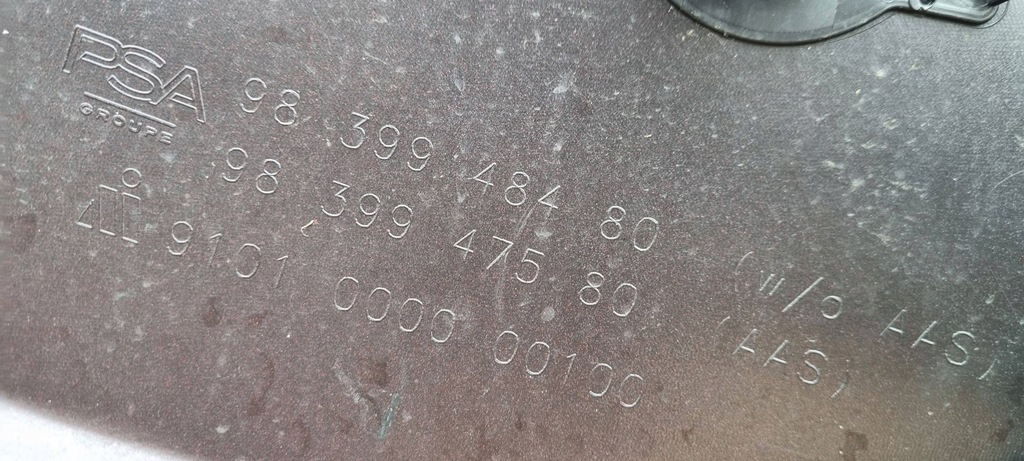 PSA
GROUPE
98 399 484 80 (w/o AAS)
98 399 475 80 (AAS)
9101 0000 00100